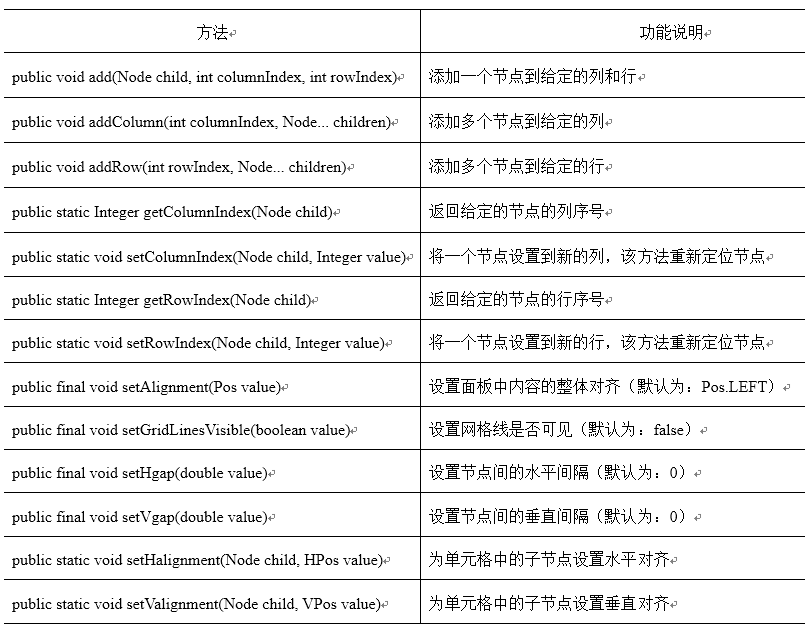 方法 功能说明
public void add(Node child, int columnIndex, int rowIndex) 添加一个节点到给定的列和行
public void addColumn(int columnIndex, Node... children) 添加多个节点到给定的列
public void addRow(int rowIndex, Node... children) 添加多个节点到给定的行
public static Integer getColumnIndex(Node child) 返回给定的节点的列序号
public static void setColumnIndex(Node child, Integer value) 将一个节点设置到新的列，该方法重新定位节点
public static Integer getRowIndex(Node child) 返回给定的节点的行序号
public static void setRowIndex(Node child, Integer value) 将一个节点设置到新的行，该方法重新定位节点
public final void setAlignment(Pos value) 设置面板中内容的整体对齐（默认为：Pos.LEFT）
public final void setGridLinesVisible(boolean value) 设置网格线是否可见（默认为：false）
public final void setHgap(double value) 设置节点间的水平间隔（默认为：0）
public final void setVgap(double value) 设置节点间的垂直间隔（默认为：0）
public static void setHalignment(Node child, HPos value) 为单元格中的子节点设置水平对齐
public static void setValignment(Node child, VPos value) 为单元格中的子节点设置垂直对齐